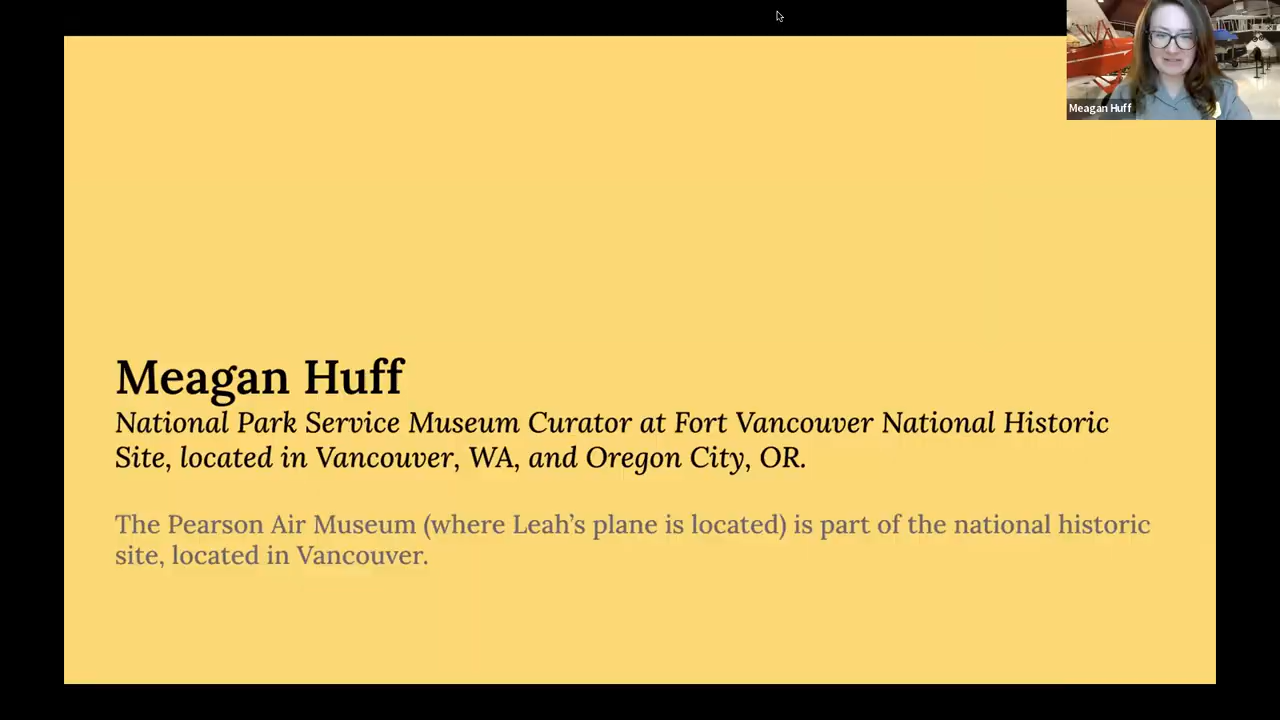 Meagan Huff
Meagan Huff
National Park Service Museum Curator at Fort Vancouver National Historic
Site, located in Vancouver, WA, and Oregon City, OR.
The Pearson Air Museum (where Leah’s plane is located) is part of the national historic
site, located in Vancouver.